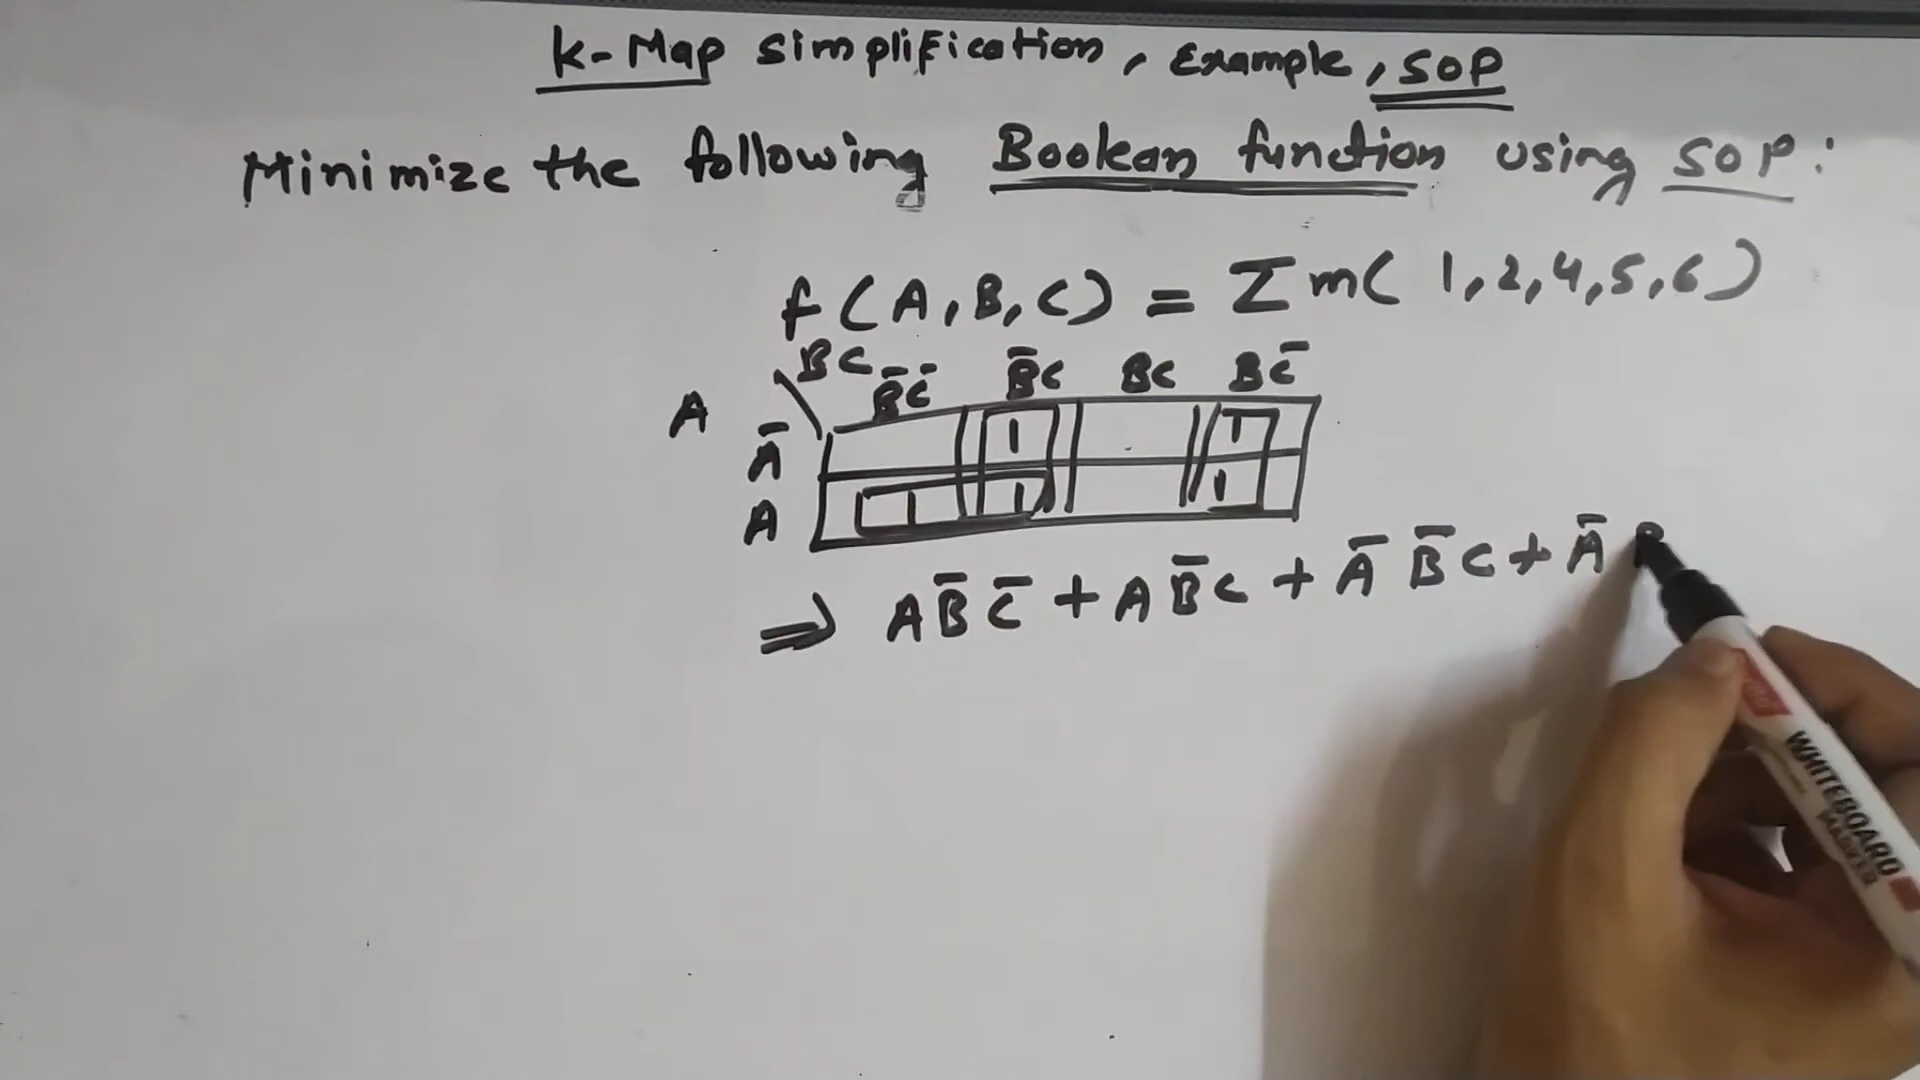 K-Map Simplification, Example, SOP
Minimize the following Boolean function using SOP:
f(A,B,C) = Σm(1,2,4,5,6)
BC B̅C̅ B̅C BC BC̅
A
A̅ 1 1
A 1 1 1
⇒ AB̅C̅ + AB̅C + A̅B̅C + A̅B
WHITEBOARD
MARKER